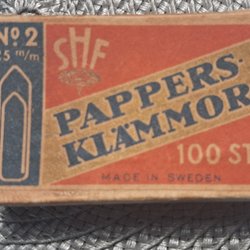 Nº 2
25 m/m
SHF
PAPPERS-
KLÄMMOR
100 ST
MADE IN SWEDEN